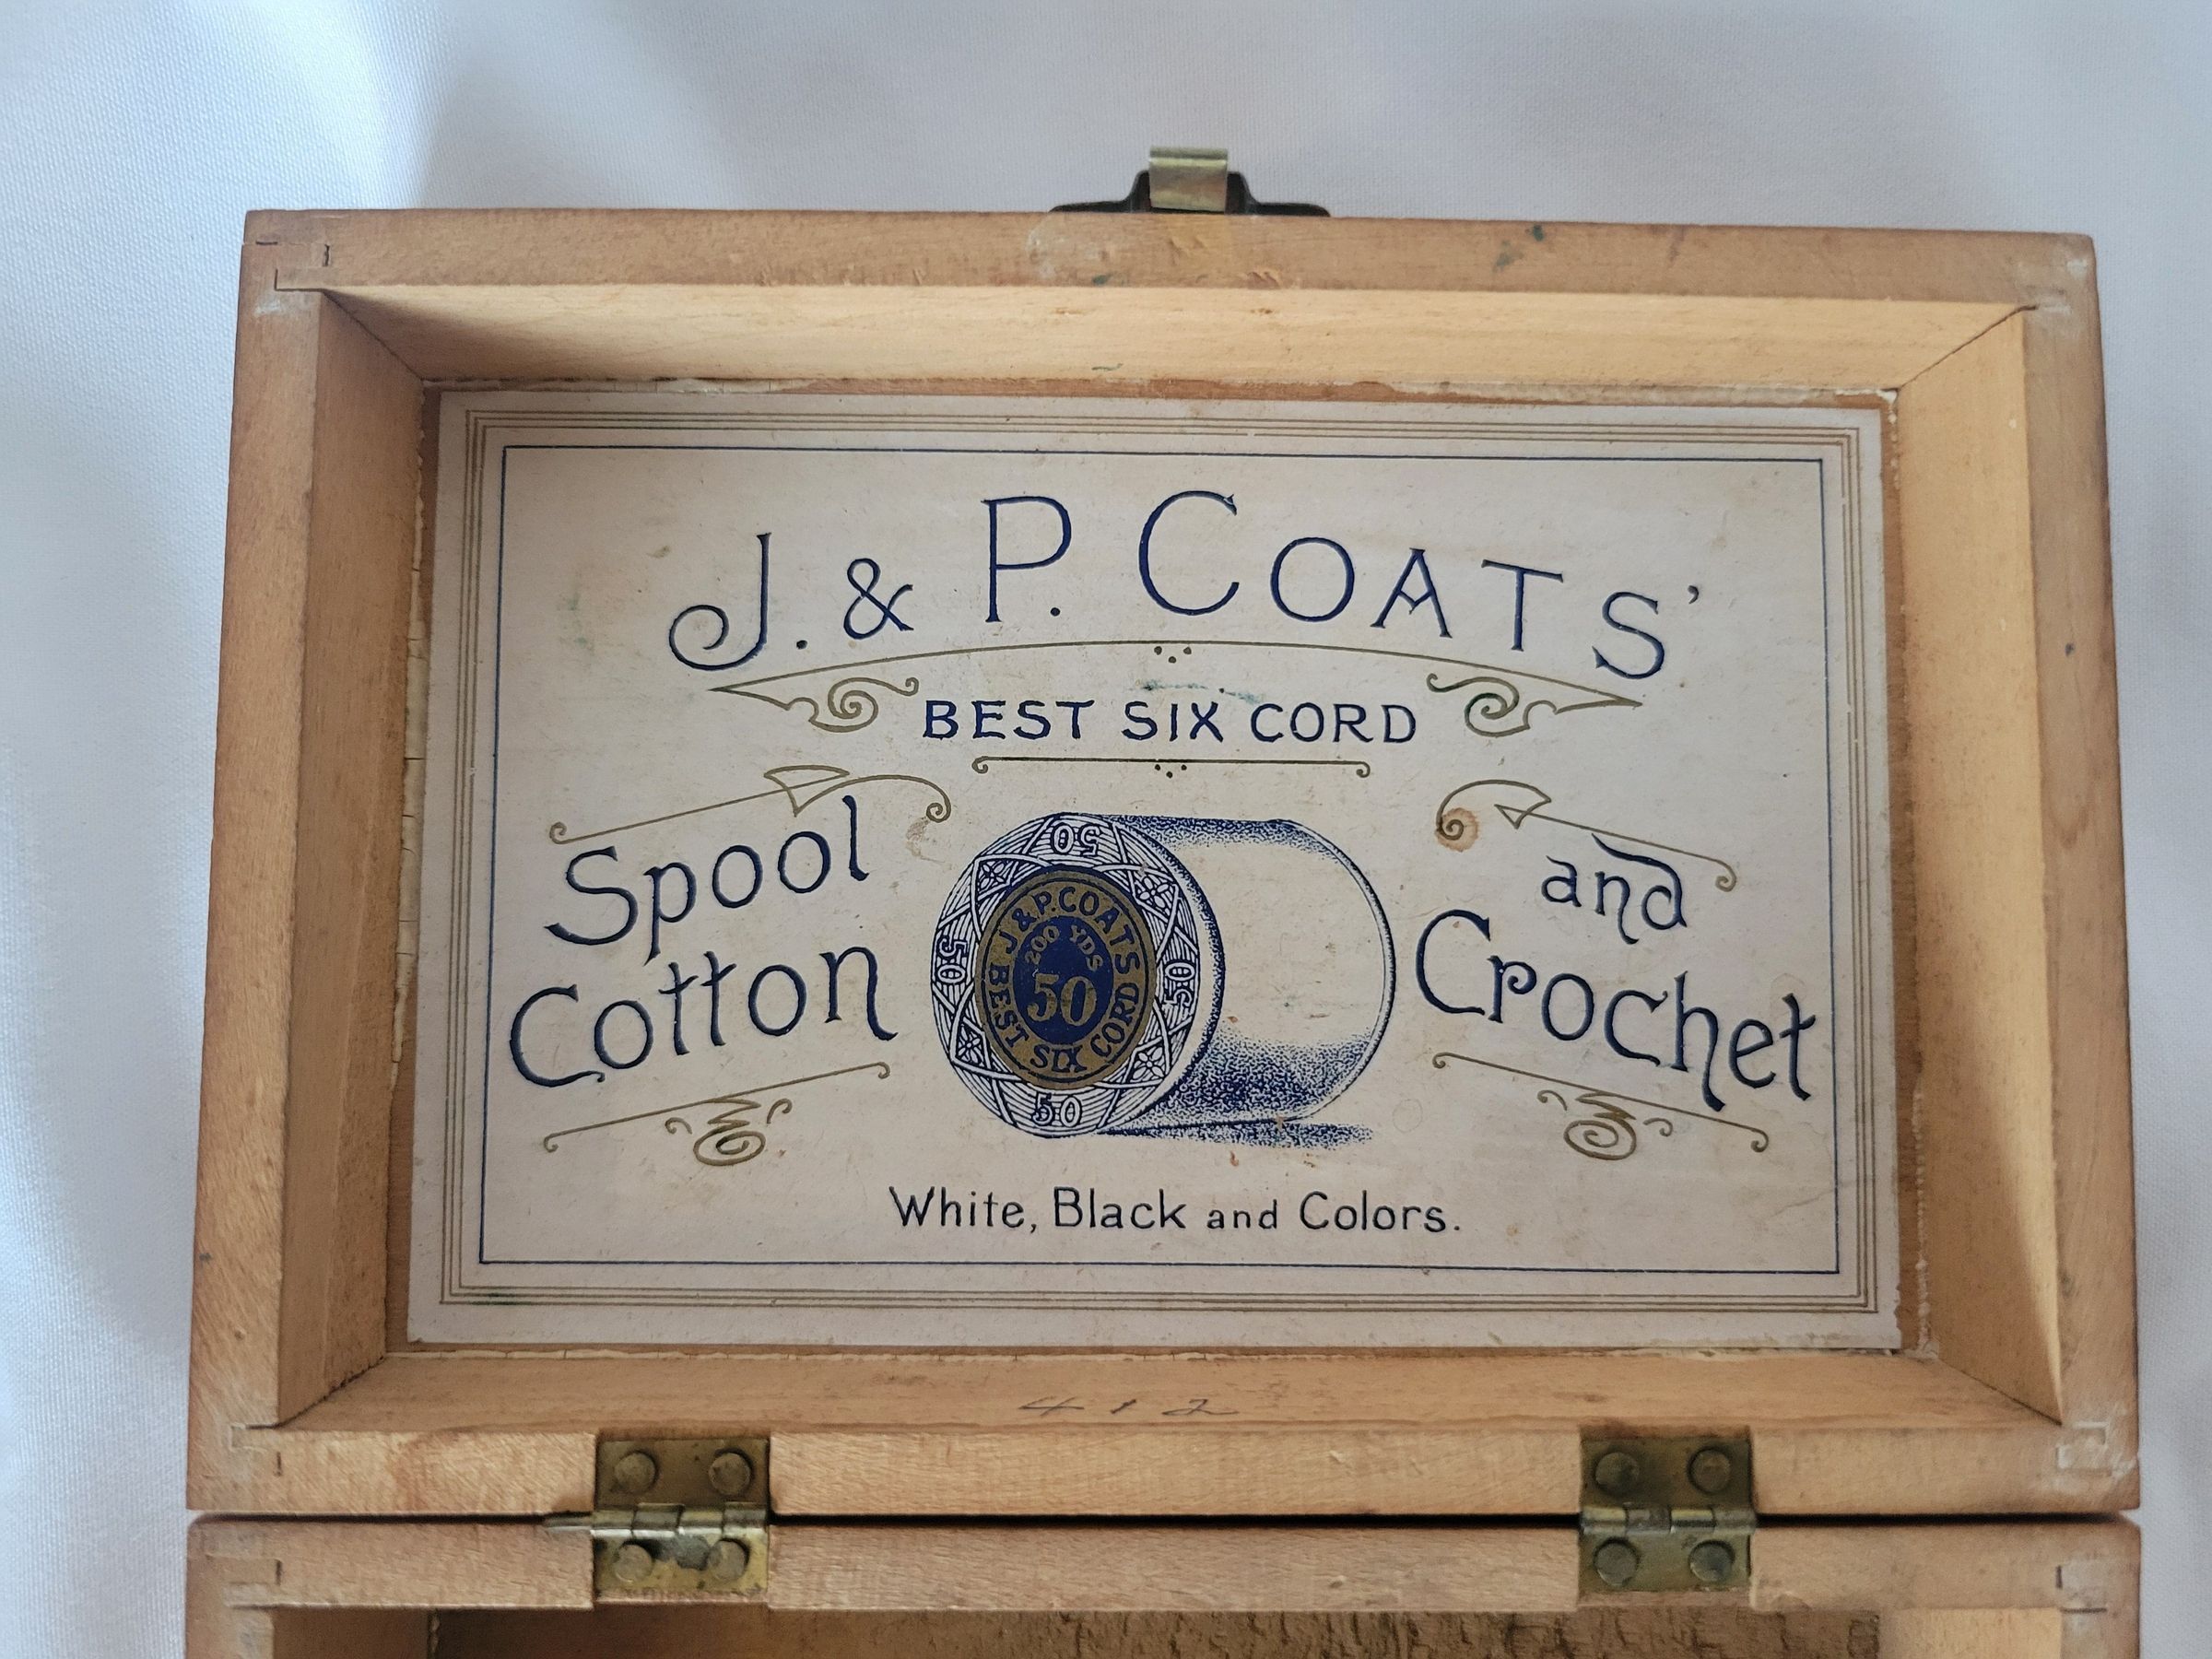 J. & P. COATS'
BEST SIX CORD
Spool
Cotton
and
Crochet
50
50
50
50
J. & P. COATS
200 YDS
50
BEST SIX CORD
White, Black and Colors.
412